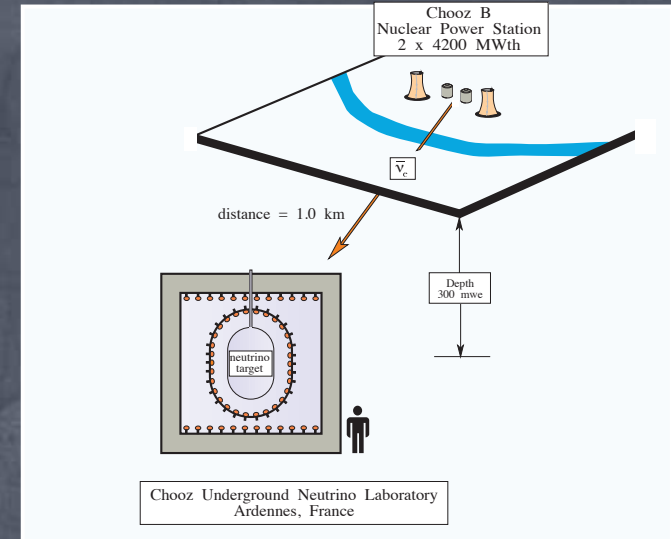 Chooz B
Nuclear Power Station
2 x 4200 MWth
ν̅e
distance = 1.0 km
Depth
300 mwe
neutrino
target
Chooz Underground Neutrino Laboratory
Ardennes, France